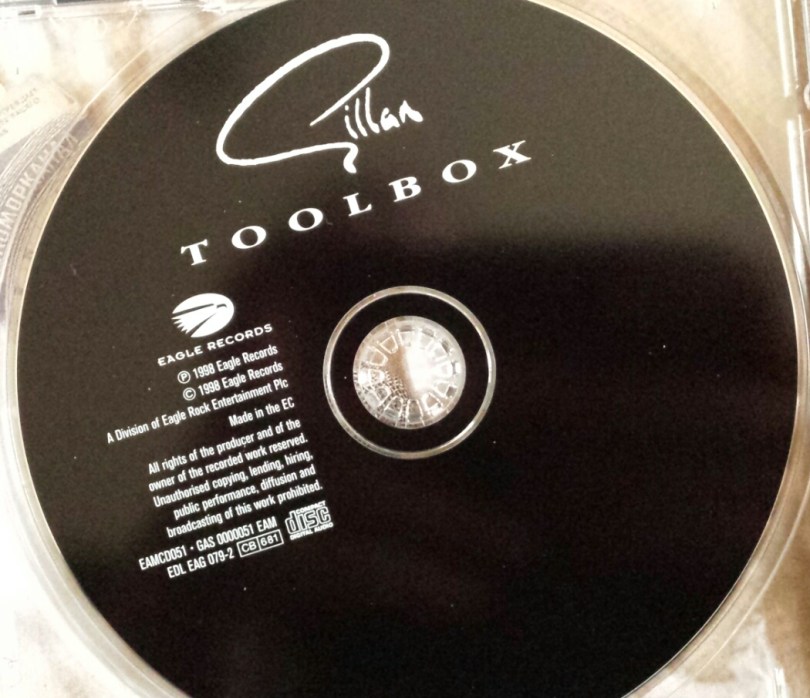 Gillan
TOOLBOX
EAGLE RECORDS
℗ 1998 Eagle Records
© 1998 Eagle Records
A Division of Eagle Rock Entertainment Plc
Made in the EC
All rights of the producer and of the
owner of the recorded work reserved.
Unauthorised copying, lending, hiring,
public performance, diffusion and
broadcasting of this work prohibited.
EAMCD051 • GAS 0000051 EAM
EDL EAG 079-2 CB 681
COMPACT
disc
DIGITAL AUDIO